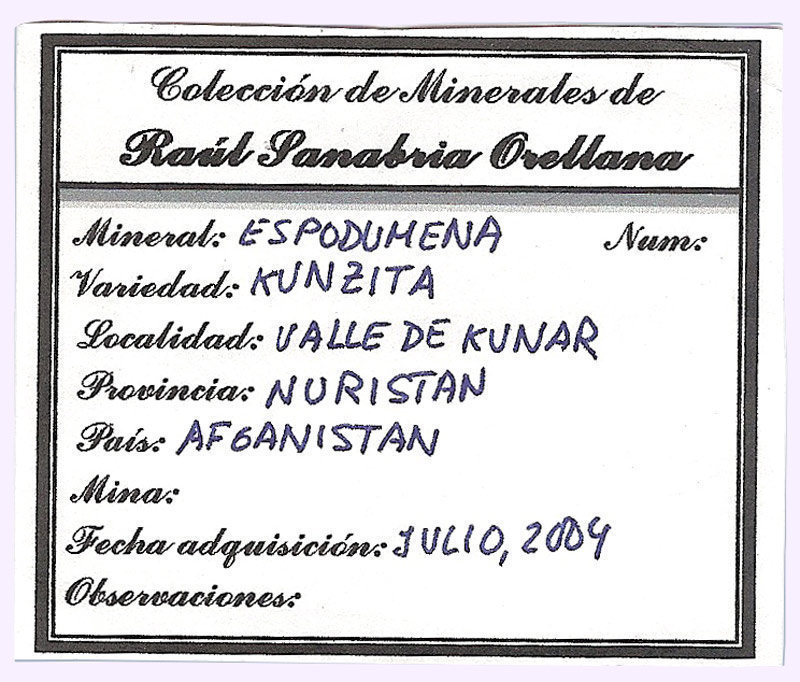 Colección de Minerales de
Raúl Sanabria Orellana
Mineral: ESPODUMENA Num:
Variedad: KUNZITA
Localidad: VALLE DE KUNAR
Provincia: NURISTAN
País: AFGANISTAN
Mina:
Fecha adquisición: JULIO, 2004
Observaciones: